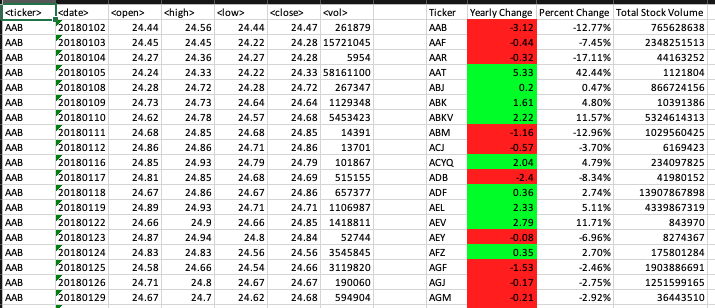 <ticker> <date> <open> <high> <low> <close> <vol> Ticker Yearly Change Percent Change Total Stock Volume
AAB 20180102 24.44 24.56 24.44 24.47 261879 AAB -3.12 -12.77% 765628638
AAB 20180103 24.45 24.45 24.22 24.28 15721045 AAF -0.44 -7.45% 2348251513
AAB 20180104 24.27 24.36 24.27 24.28 5954 AAR -0.32 -17.11% 44163252
AAB 20180105 24.24 24.33 24.22 24.33 58161100 AAT 5.33 42.44% 1121804
AAB 20180108 24.28 24.72 24.28 24.72 267347 ABJ 0.2 0.47% 866724156
AAB 20180109 24.73 24.73 24.64 24.64 1129348 ABK 1.61 4.80% 10391386
AAB 20180110 24.62 24.78 24.57 24.68 5453423 ABKV 2.22 11.57% 5324614313
AAB 20180111 24.68 24.85 24.68 24.85 14391 ABM -1.16 -12.96% 1029560425
AAB 20180112 24.86 24.86 24.71 24.86 13701 ACJ -0.57 -3.70% 6169423
AAB 20180116 24.85 24.93 24.79 24.79 101867 ACYQ 2.04 4.79% 234097825
AAB 20180117 24.81 24.85 24.68 24.69 515155 ADB -2.4 -8.34% 41980152
AAB 20180118 24.67 24.86 24.67 24.86 657377 ADF 0.36 2.74% 13907867898
AAB 20180119 24.89 24.93 24.71 24.71 1106987 AEL 2.33 5.11% 4339867319
AAB 20180122 24.66 24.9 24.66 24.85 1418811 AEV 2.79 11.71% 843970
AAB 20180123 24.87 24.94 24.8 24.84 52744 AEY -0.08 -6.96% 8274367
AAB 20180124 24.83 24.83 24.56 24.56 3545845 AFZ 0.35 2.70% 175801284
AAB 20180125 24.58 24.66 24.54 24.66 3119820 AGF -1.53 -2.46% 1903886691
AAB 20180126 24.71 24.8 24.67 24.67 190060 AGJ -0.17 -2.75% 1251599165
AAB 20180129 24.67 24.7 24.62 24.68 594904 AGM -0.21 -2.92% 36443510